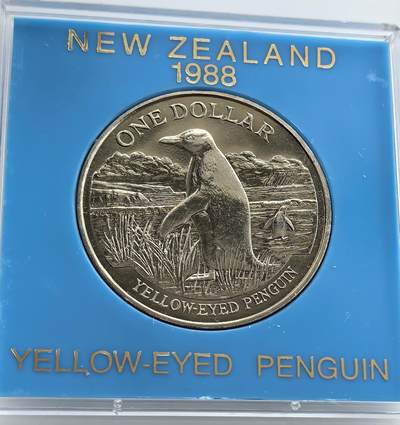 NEW ZEALAND
1988
ONE DOLLAR
YELLOW-EYED PENGUIN
YELLOW-EYED PENGUIN